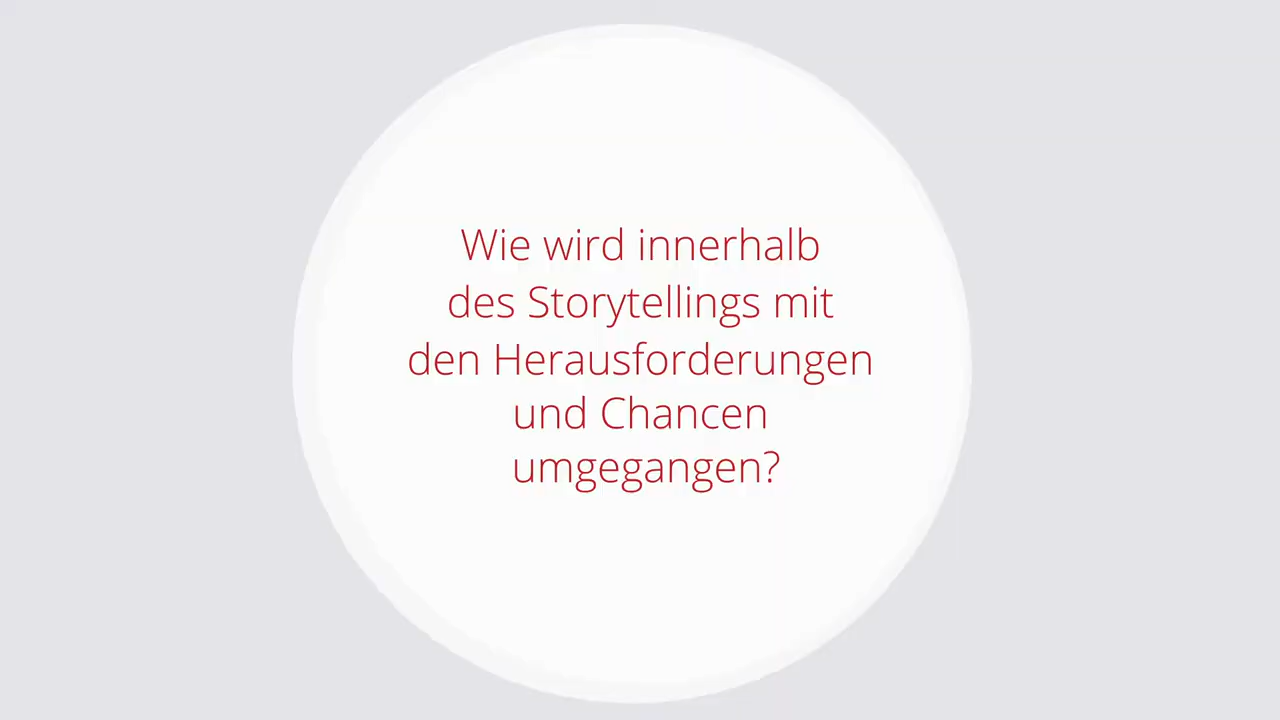 Wie wird innerhalb
des Storytellings mit
den Herausforderungen
und Chancen
umgegangen?